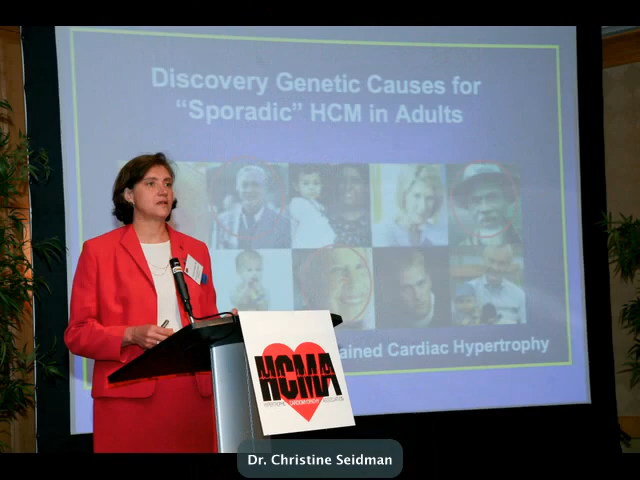 Discovery Genetic Causes for
"Sporadic" HCM in Adults
ained Cardiac Hypertrophy
HCMA
Dr. Christine Seidman